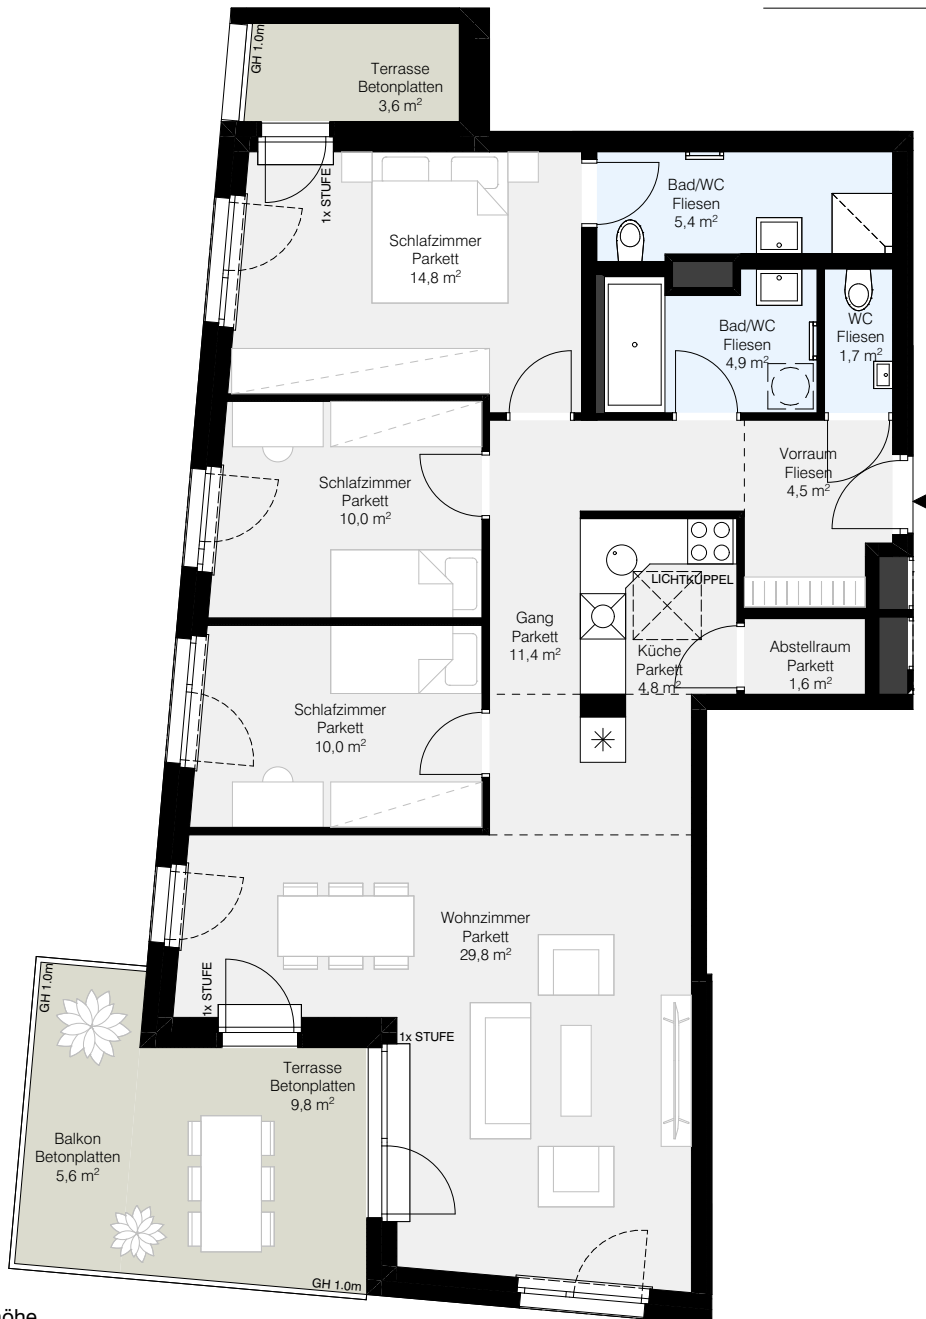 GH 1.0m
Terrasse
Betonplatten
3,6 m²
1x STUFE
Schlafzimmer
Parkett
14,8 m²
Bad/WC
Fliesen
5,4 m²
Bad/WC
Fliesen
4,9 m²
WC
Fliesen
1,7 m²
Schlafzimmer
Parkett
10,0 m²
Vorraum
Fliesen
4,5 m²
LICHTKUPPEL
Gang
Parkett
11,4 m²
Küche
Parkett
4,8 m²
Abstellraum
Parkett
1,6 m²
Schlafzimmer
Parkett
10,0 m²
Wohnzimmer
Parkett
29,8 m²
GH 1.0m
1x STUFE
1x STUFE
Terrasse
Betonplatten
9,8 m²
Balkon
Betonplatten
5,6 m²
GH 1.0m